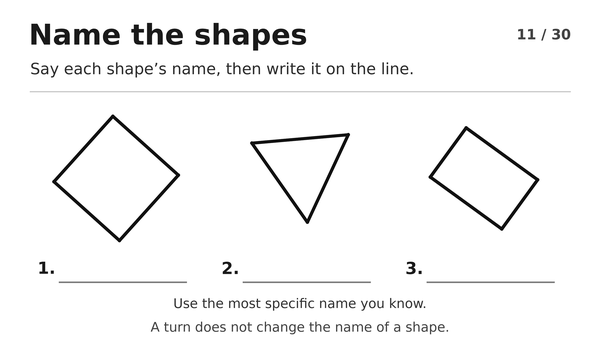 Name the shapes
11 / 30
Say each shape’s name, then write it on the line.
1.
2.
3.
Use the most specific name you know.
A turn does not change the name of a shape.